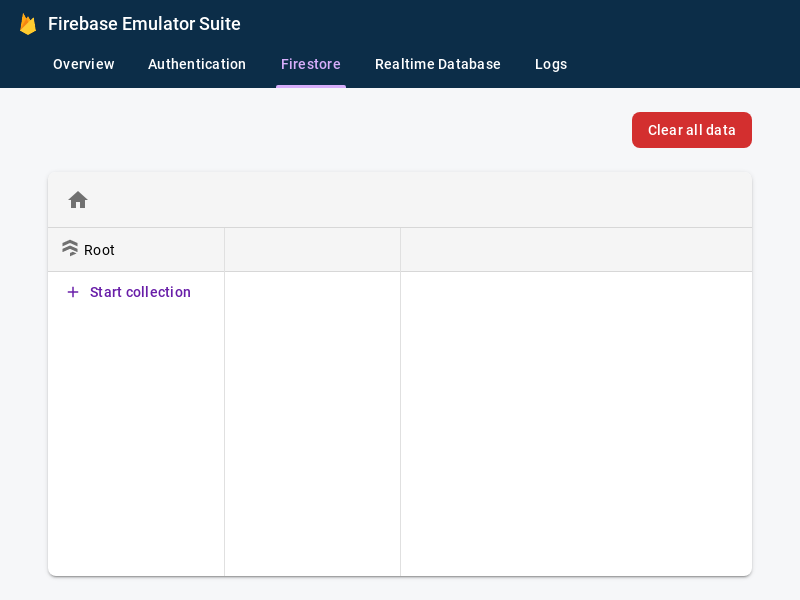 Firebase Emulator Suite
Overview Authentication Firestore Realtime Database Logs
Clear all data
Root
Start collection